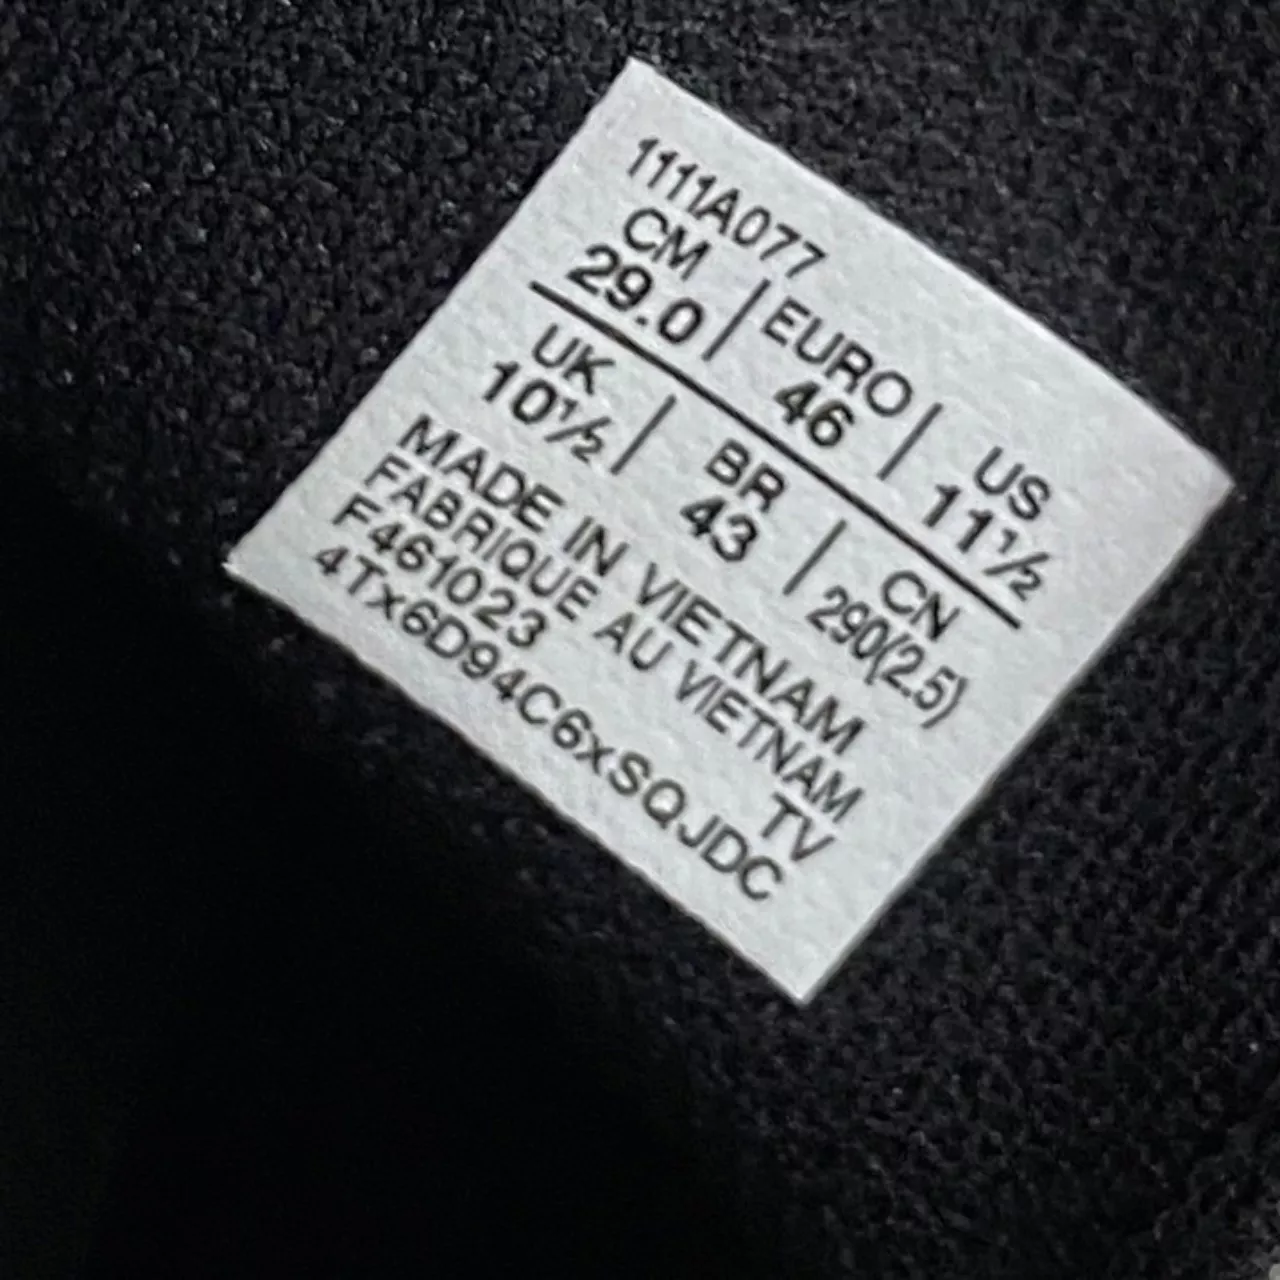 1111A077
CM | EURO | US
29.0 | 46 | 11½
UK | BR | CN
10½ | 43 | 290(2.5)
MADE IN VIETNAM
FABRIQUE AU VIETNAM
F461023 TV
4Tx6D94C6xSQJDC